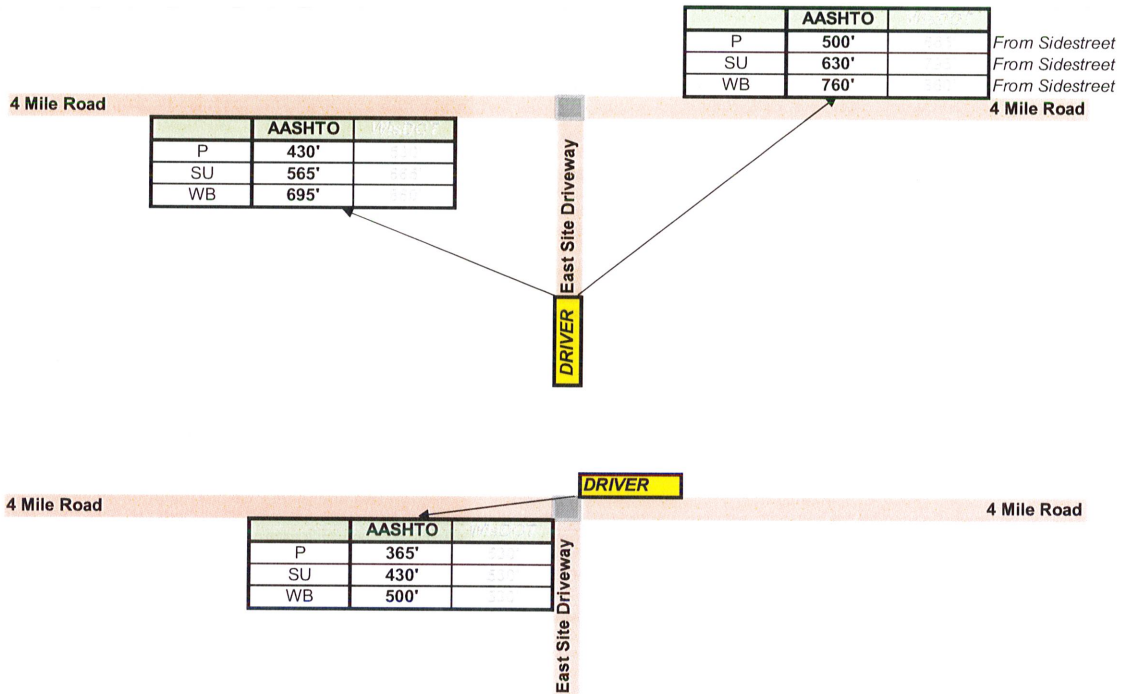 AASHTO
P 500' From Sidestreet
SU 630' From Sidestreet
WB 760' From Sidestreet
4 Mile Road
4 Mile Road
AASHTO
P 430'
SU 565'
WB 695'
East Site Driveway
DRIVER
DRIVER
4 Mile Road
4 Mile Road
AASHTO
P 365'
SU 430'
WB 500'
East Site Driveway